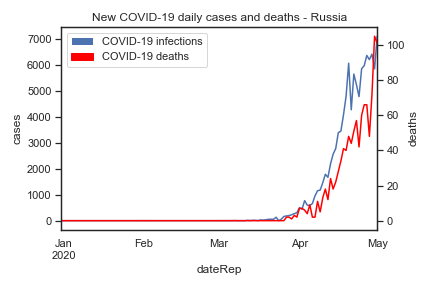 New COVID-19 daily cases and deaths - Russia
COVID-19 infections
COVID-19 deaths
7000
6000
5000
4000
3000
2000
1000
0
cases
100
80
60
40
20
0
deaths
Jan
2020
Feb
Mar
Apr
May
dateRep